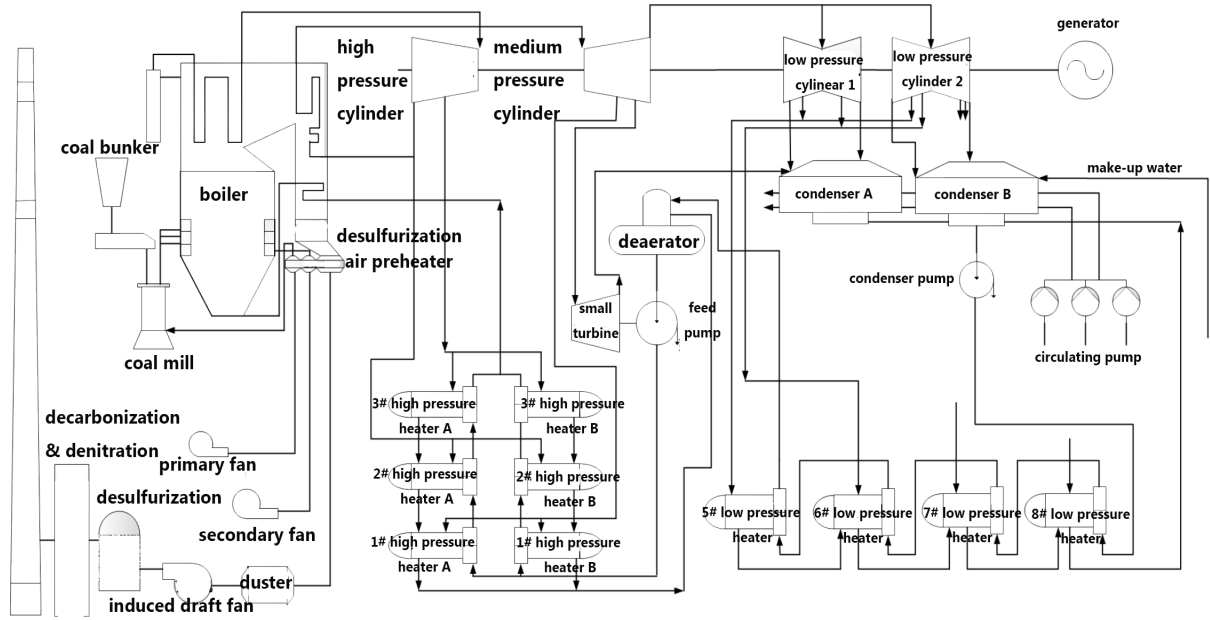 generator
high
pressure
cylinder
medium
pressure
cylinder
low pressure
cylinear 1
low pressure
cylinder 2
coal bunker
boiler
make-up water
condenser A
condenser B
desulfurization
air preheater
deaerator
condenser pump
small
turbine
feed
pump
circulating pump
coal mill
3# high pressure
heater A
3# high pressure
heater B
decarbonization
& denitration
primary fan
2# high pressure
heater A
2# high pressure
heater B
desulfurization
secondary fan
5# low pressure
heater
6# low pressure
heater
7# low pressure
heater
8# low pressure
heater
1# high pressure
heater A
1# high pressure
heater B
duster
induced draft fan